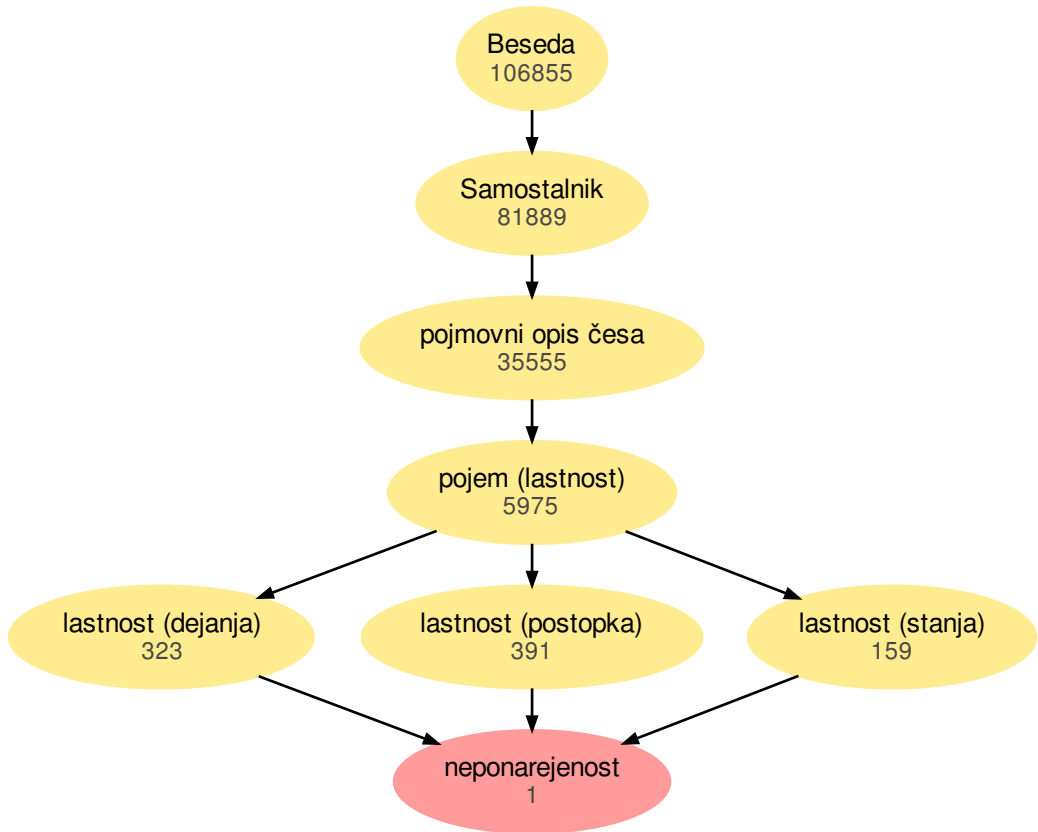 Beseda
106855
Samostalnik
81889
pojmovni opis česa
35555
pojem (lastnost)
5975
lastnost (dejanja)
323
lastnost (postopka)
391
lastnost (stanja)
159
neponarejenost
1